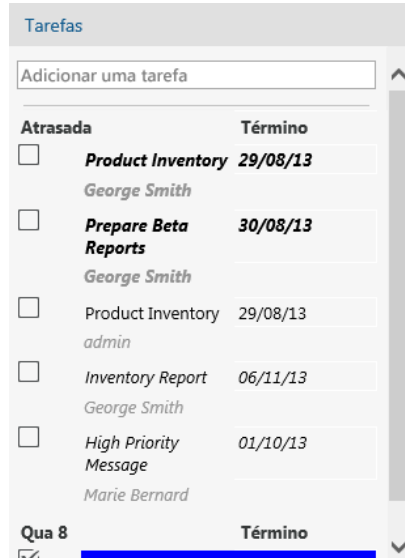 Tarefas
Adicionar uma tarefa
Atrasada Término
Product Inventory 29/08/13
George Smith
Prepare Beta 30/08/13
Reports
George Smith
Product Inventory 29/08/13
admin
Inventory Report 06/11/13
George Smith
High Priority 01/10/13
Message
Marie Bernard
Qua 8 Término